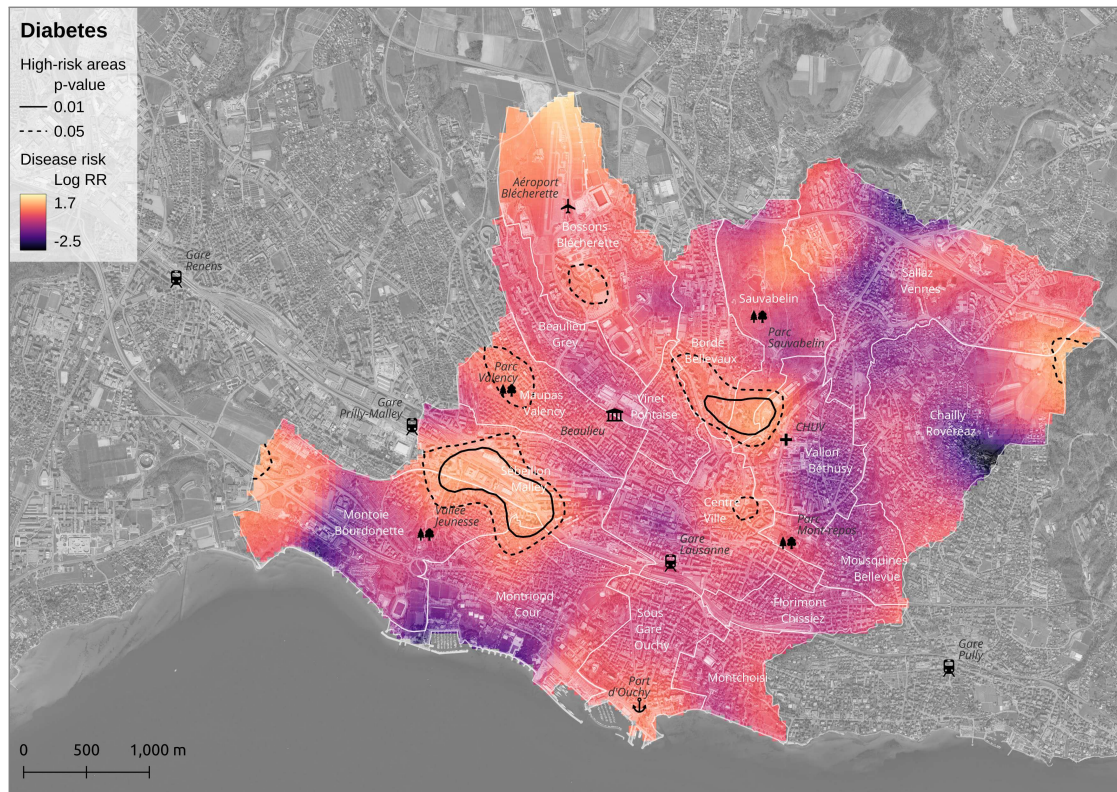 Diabetes
High-risk areas
p-value
0.01
0.05
Disease risk
Log RR
1.7
-2.5
Aéroport
Blécherette
Bossons
Blécherette
Gare
Renens
Sallaz
Vennes
Sauvabelin
Parc
Sauvabelin
Beaulieu
Grey
Borde
Bellevaux
Parc
Valency
Maupas
Valency
Vinet
Pontaise
Gare
Prilly-Malley
Beaulieu
CHUV
Chailly
Rovéréaz
Vallon
Béthusy
Sébeillon
Malley
Centre
Ville
Vallée
Jeunesse
Montoie
Bourdonette
Parc
Mon-repos
Gare
Lausanne
Mousquines
Bellevue
Montriond
Cour
Florimont
Chissiez
Sous
Gare
Ouchy
Gare
Pully
Montchoisi
Port
d'Ouchy
0 500 1,000 m